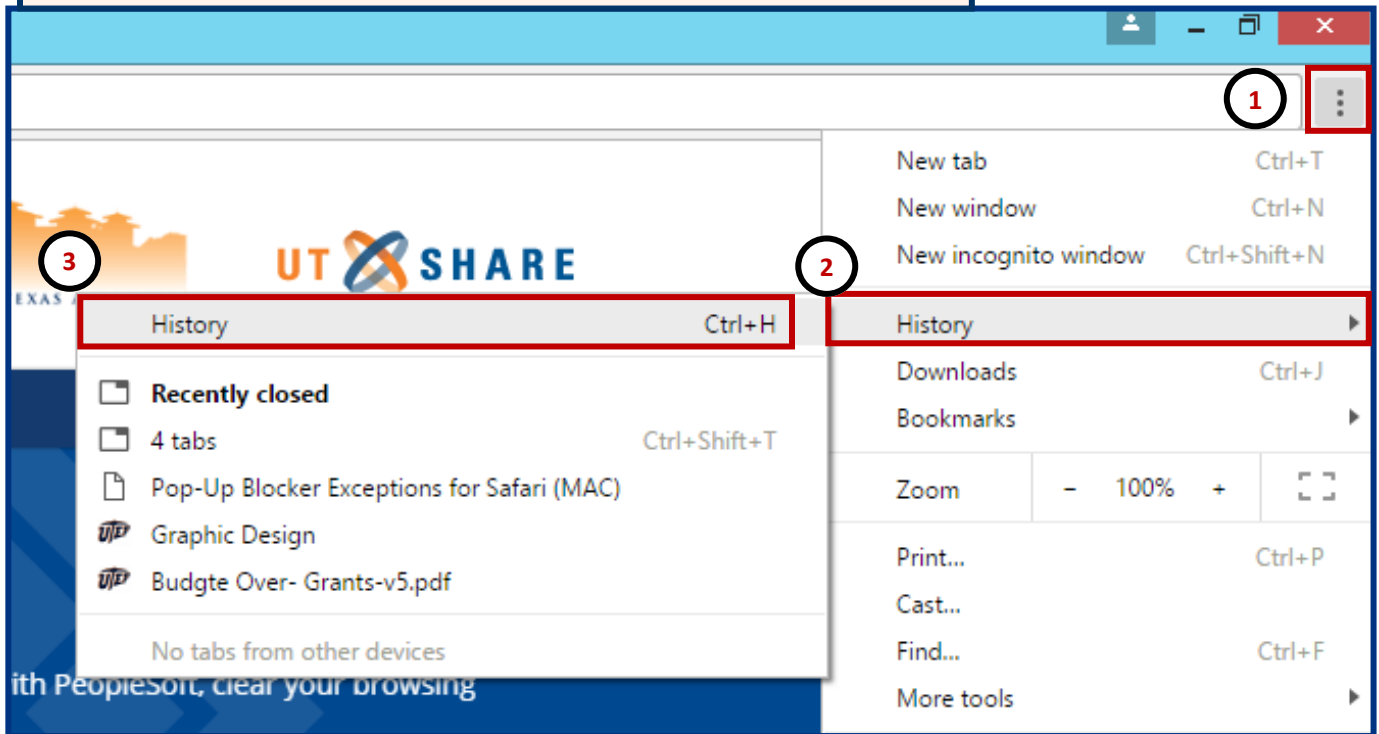 1
New tab Ctrl+T
New window Ctrl+N
New incognito window Ctrl+Shift+N
2
History
Downloads Ctrl+J
Bookmarks
Zoom - 100% +
Print... Ctrl+P
Cast...
Find... Ctrl+F
More tools
UT SHARE
3
EXAS
History Ctrl+H
Recently closed
4 tabs Ctrl+Shift+T
Pop-Up Blocker Exceptions for Safari (MAC)
UTEP Graphic Design
UTEP Budgte Over- Grants-v5.pdf
No tabs from other devices
ith PeopleSoft, clear your browsing